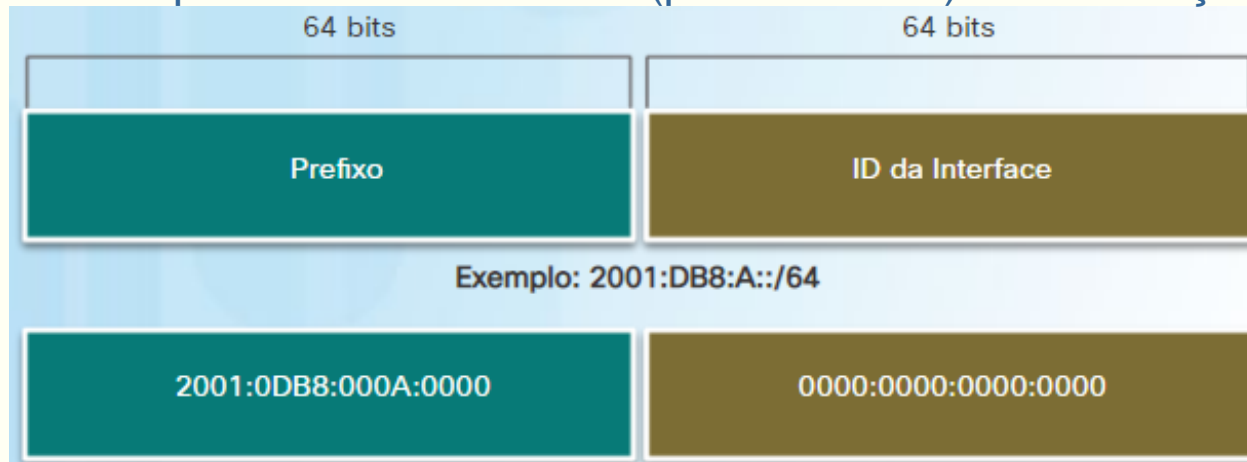 64 bits 64 bits
Prefixo ID da Interface
Exemplo: 2001:DB8:A::/64
2001:0DB8:000A:0000 0000:0000:0000:0000